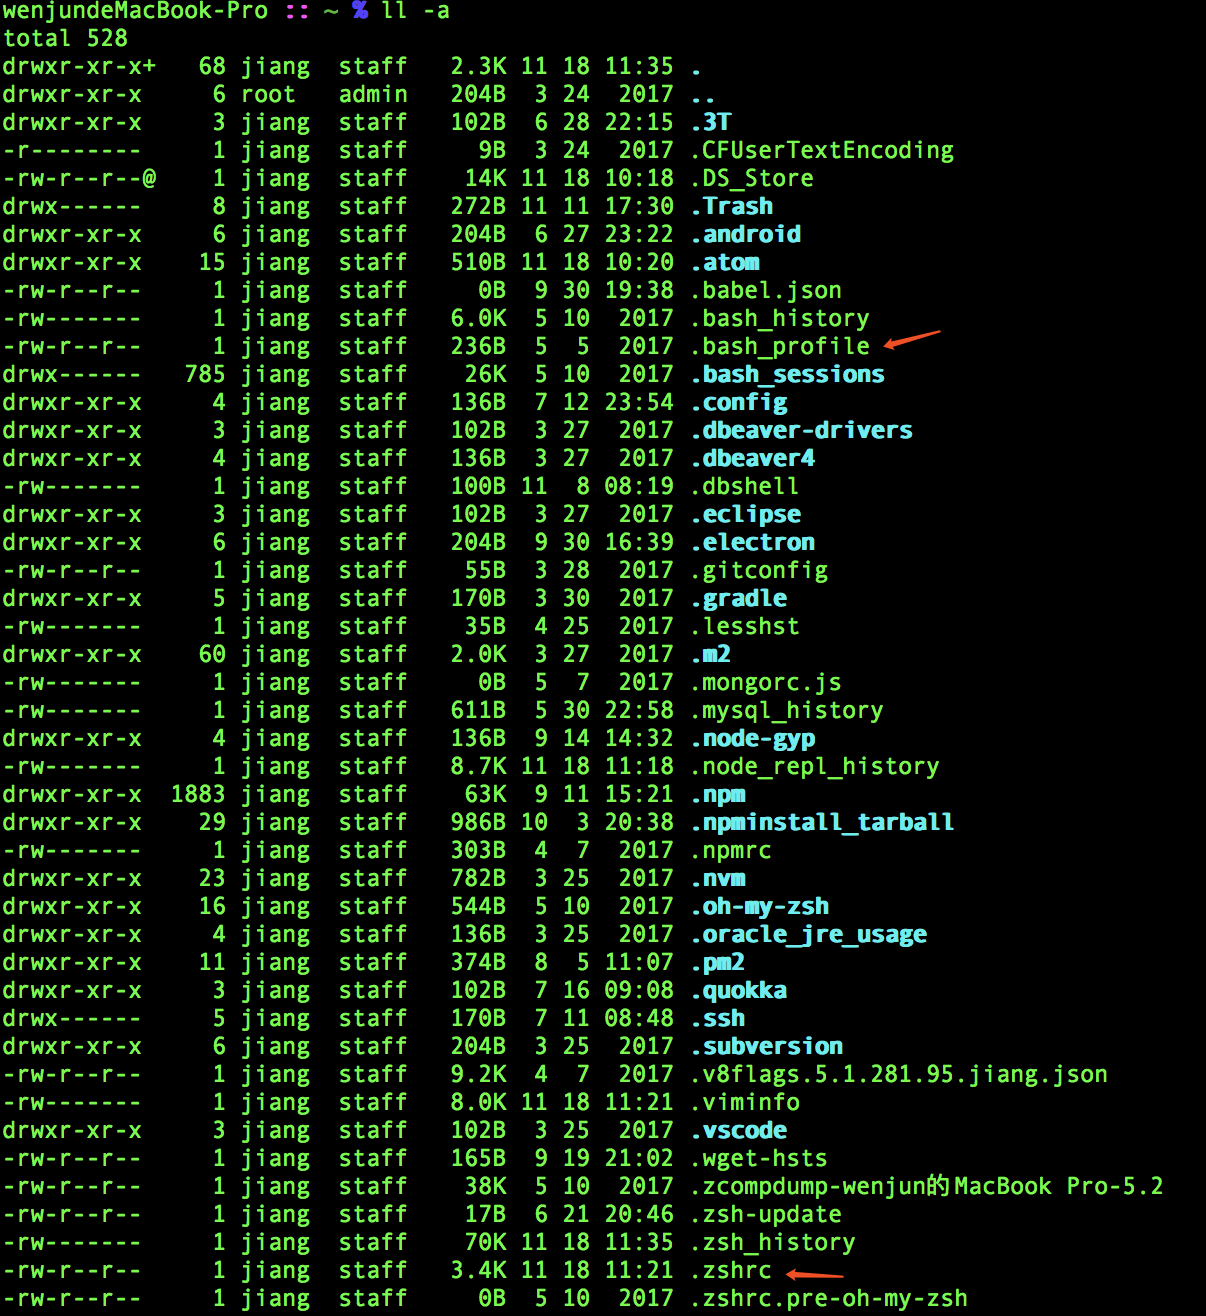 wenjundeMacBook-Pro :: ~ % ll -a
total 528
drwxr-xr-x+   68 jiang  staff   2.3K 11 18 11:35 .
drwxr-xr-x     6 root   admin   204B  3 24  2017 ..
drwxr-xr-x     3 jiang  staff   102B  6 28 22:15 .3T
-r--------     1 jiang  staff     9B  3 24  2017 .CFUserTextEncoding
-rw-r--r--@    1 jiang  staff    14K 11 18 10:18 .DS_Store
drwx------     8 jiang  staff   272B 11 11 17:30 .Trash
drwxr-xr-x     6 jiang  staff   204B  6 27 23:22 .android
drwxr-xr-x    15 jiang  staff   510B 11 18 10:20 .atom
-rw-r--r--     1 jiang  staff     0B  9 30 19:38 .babel.json
-rw-------     1 jiang  staff   6.0K  5 10  2017 .bash_history
-rw-r--r--     1 jiang  staff   236B  5  5  2017 .bash_profile
drwx------   785 jiang  staff    26K  5 10  2017 .bash_sessions
drwxr-xr-x     4 jiang  staff   136B  7 12 23:54 .config
drwxr-xr-x     3 jiang  staff   102B  3 27  2017 .dbeaver-drivers
drwxr-xr-x     4 jiang  staff   136B  3 27  2017 .dbeaver4
-rw-------     1 jiang  staff   100B 11  8 08:19 .dbshell
drwxr-xr-x     3 jiang  staff   102B  3 27  2017 .eclipse
drwxr-xr-x     6 jiang  staff   204B  9 30 16:39 .electron
-rw-r--r--     1 jiang  staff    55B  3 28  2017 .gitconfig
drwxr-xr-x     5 jiang  staff   170B  3 30  2017 .gradle
-rw-------     1 jiang  staff    35B  4 25  2017 .lesshst
drwxr-xr-x    60 jiang  staff   2.0K  3 27  2017 .m2
-rw-------     1 jiang  staff     0B  5  7  2017 .mongorc.js
-rw-------     1 jiang  staff   611B  5 30 22:58 .mysql_history
drwxr-xr-x     4 jiang  staff   136B  9 14 14:32 .node-gyp
-rw-------     1 jiang  staff   8.7K 11 18 11:18 .node_repl_history
drwxr-xr-x  1883 jiang  staff    63K  9 11 15:21 .npm
drwxr-xr-x    29 jiang  staff   986B 10  3 20:38 .npminstall_tarball
-rw-------     1 jiang  staff   303B  4  7  2017 .npmrc
drwxr-xr-x    23 jiang  staff   782B  3 25  2017 .nvm
drwxr-xr-x    16 jiang  staff   544B  5 10  2017 .oh-my-zsh
drwxr-xr-x     4 jiang  staff   136B  3 25  2017 .oracle_jre_usage
drwxr-xr-x    11 jiang  staff   374B  8  5 11:07 .pm2
drwxr-xr-x     3 jiang  staff   102B  7 16 09:08 .quokka
drwx------     5 jiang  staff   170B  7 11 08:48 .ssh
drwxr-xr-x     6 jiang  staff   204B  3 25  2017 .subversion
-rw-r--r--     1 jiang  staff   9.2K  4  7  2017 .v8flags.5.1.281.95.jiang.json
-rw-------     1 jiang  staff   8.0K 11 18 11:21 .viminfo
drwxr-xr-x     3 jiang  staff   102B  3 25  2017 .vscode
-rw-r--r--     1 jiang  staff   165B  9 19 21:02 .wget-hsts
-rw-r--r--     1 jiang  staff    38K  5 10  2017 .zcompdump-wenjun的MacBook Pro-5.2
-rw-r--r--     1 jiang  staff    17B  6 21 20:46 .zsh-update
-rw-------     1 jiang  staff    70K 11 18 11:35 .zsh_history
-rw-r--r--     1 jiang  staff   3.4K 11 18 11:21 .zshrc
-rw-r--r--     1 jiang  staff     0B  5 10  2017 .zshrc.pre-oh-my-zsh